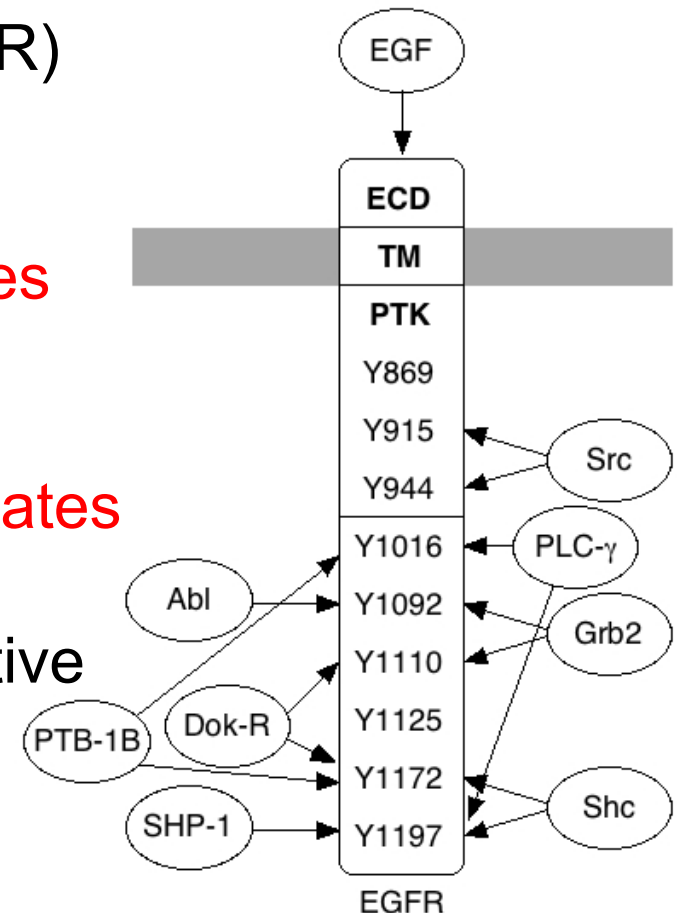 R)
EGF
ECD
es
TM
PTK
Y869
Y915
Src
Y944
ates
Y1016
PLC-γ
Abl
Y1092
Grb2
tive
Y1110
Dok-R
Y1125
PTB-1B
Y1172
Shc
SHP-1
Y1197
EGFR